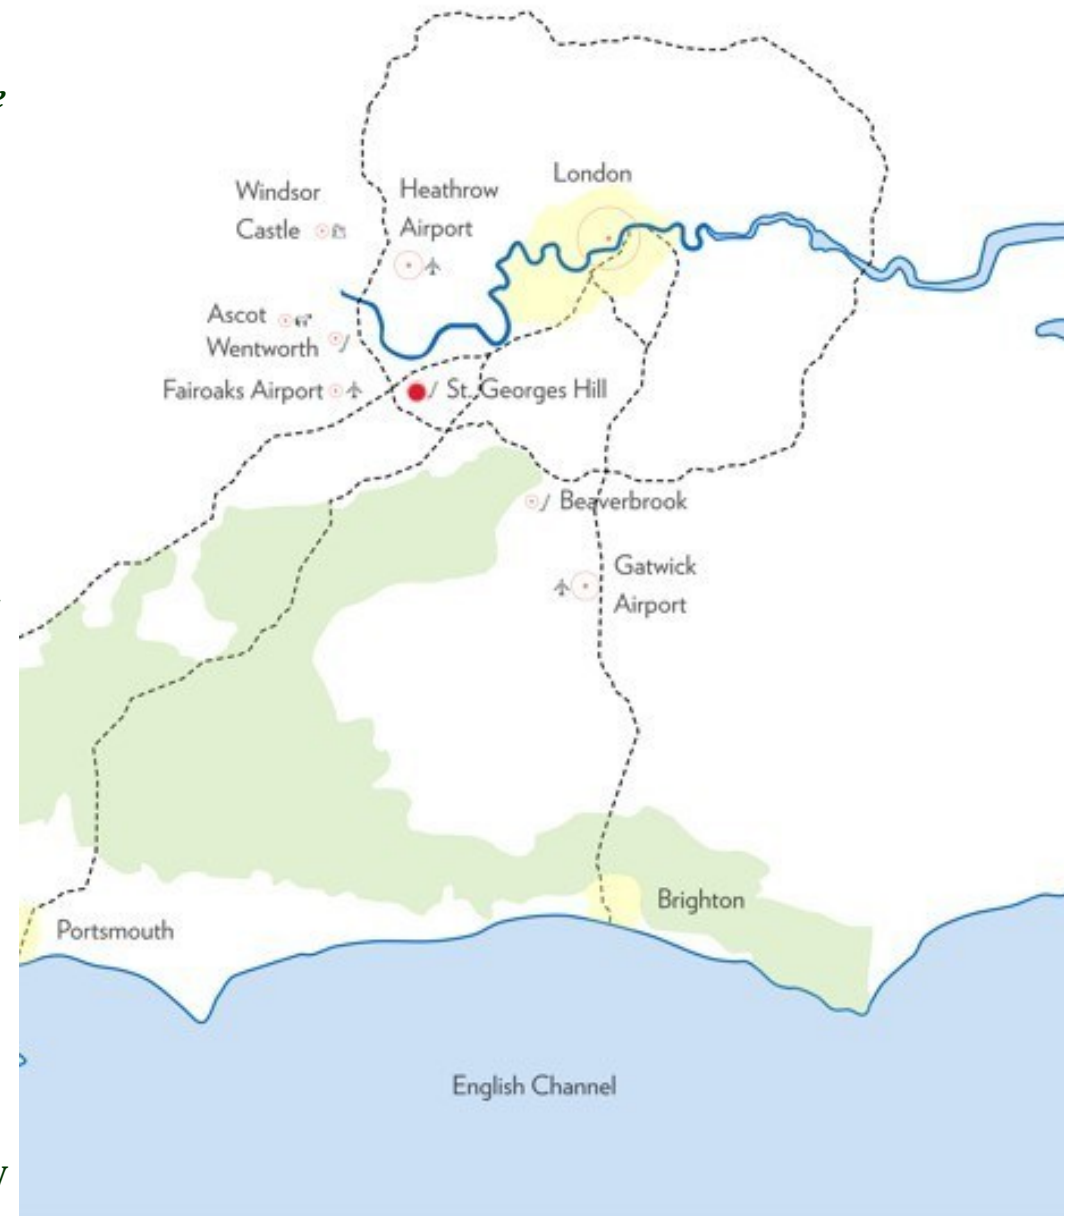 e
London
Windsor
Castle
Heathrow
Airport
Ascot
Wentworth
Fairoaks Airport
St. Georges Hill
Beaverbrook
Gatwick
Airport
Brighton
Portsmouth
English Channel